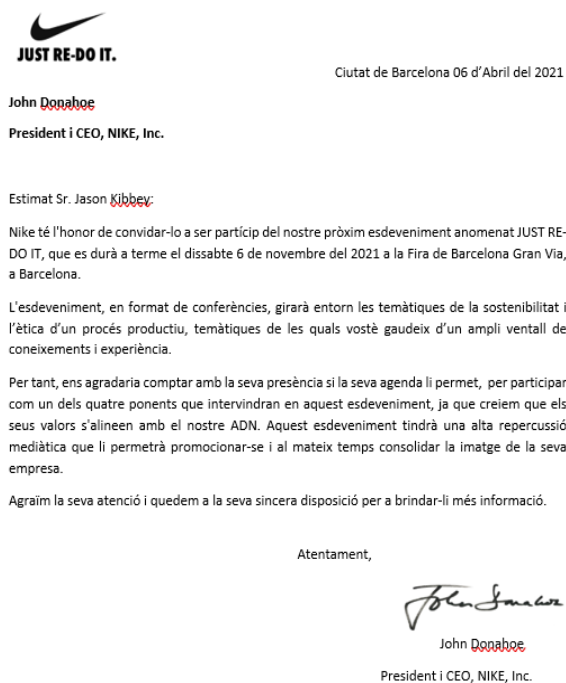 JUST RE-DO IT.
Ciutat de Barcelona 06 d'Abril del 2021
John Donahoe
President i CEO, NIKE, Inc.
Estimat Sr. Jason Kibbey:
Nike té l'honor de convidar-lo a ser partícip del nostre pròxim esdeveniment anomenat JUST RE-
DO IT, que es durà a terme el dissabte 6 de novembre del 2021 a la Fira de Barcelona Gran Via,
a Barcelona.
L'esdeveniment, en format de conferències, girarà entorn les temàtiques de la sostenibilitat i
l'ètica d'un procés productiu, temàtiques de les quals vostè gaudeix d'un ampli ventall de
coneixements i experiència.
Per tant, ens agradaria comptar amb la seva presència si la seva agenda li permet, per participar
com un dels quatre ponents que intervindran en aquest esdeveniment, ja que creiem que els
seus valors s'alineen amb el nostre ADN. Aquest esdeveniment tindrà una alta repercussió
mediàtica que li permetrà promocionar-se i al mateix temps consolidar la imatge de la seva
empresa.
Agraïm la seva atenció i quedem a la seva sincera disposició per a brindar-li més informació.
Atentament,
John Donahoe
John Donahoe
President i CEO, NIKE, Inc.